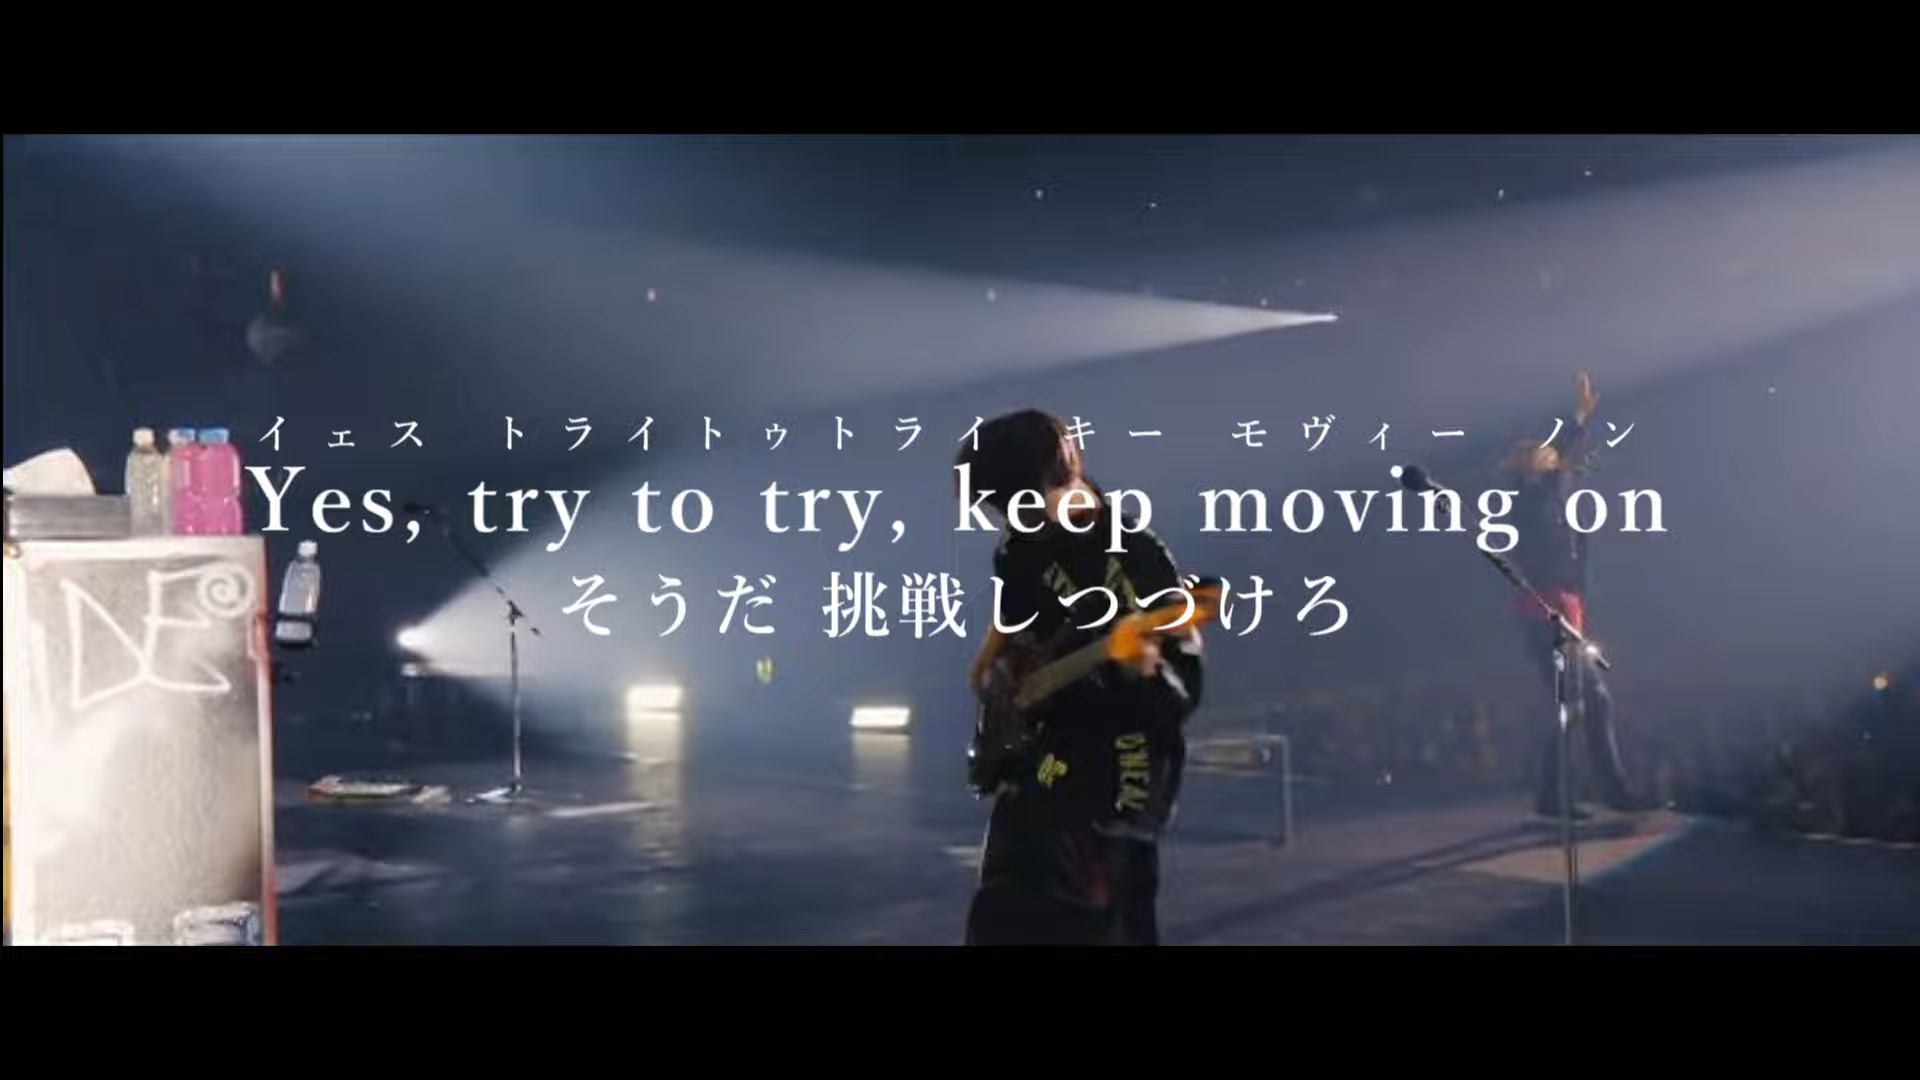 イェス トライトゥトライ キー モヴィー ノン
Yes, try to try, keep moving on
そうだ 挑戦しつづけろ
O'NEAL